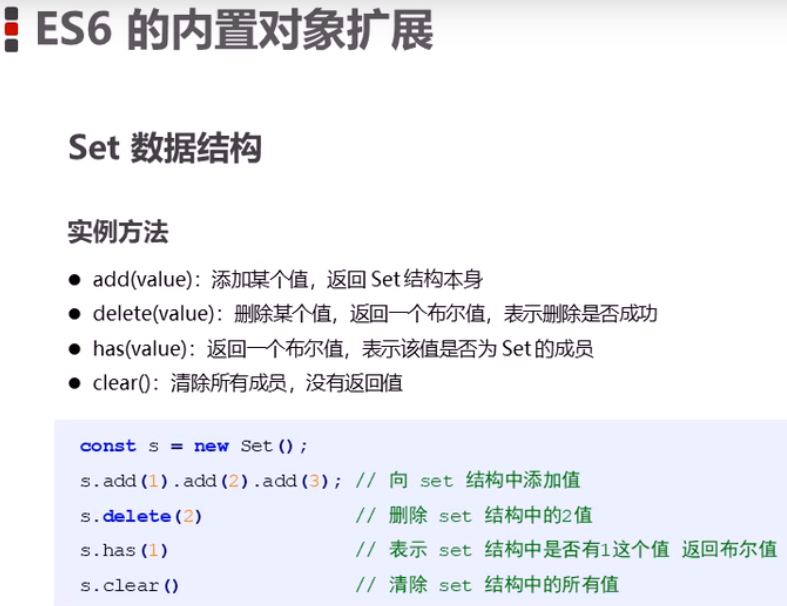 ES6 的内置对象扩展
Set 数据结构
实例方法
● add(value)：添加某个值，返回 Set 结构本身
● delete(value)：删除某个值，返回一个布尔值，表示删除是否成功
● has(value)：返回一个布尔值，表示该值是否为 Set 的成员
● clear()：清除所有成员，没有返回值
const s = new Set();
s.add(1).add(2).add(3); // 向 set 结构中添加值
s.delete(2) // 删除 set 结构中的2值
s.has(1) // 表示 set 结构中是否有1这个值 返回布尔值
s.clear() // 清除 set 结构中的所有值